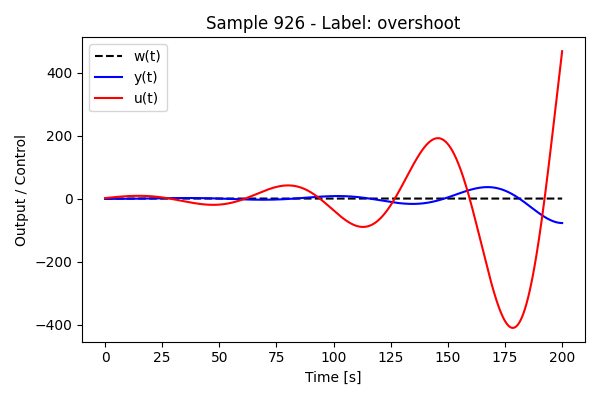 Sample 926 - Label: overshoot
w(t)
y(t)
u(t)
Output / Control
400
200
0
−200
−400
0 25 50 75 100 125 150 175 200
Time [s]